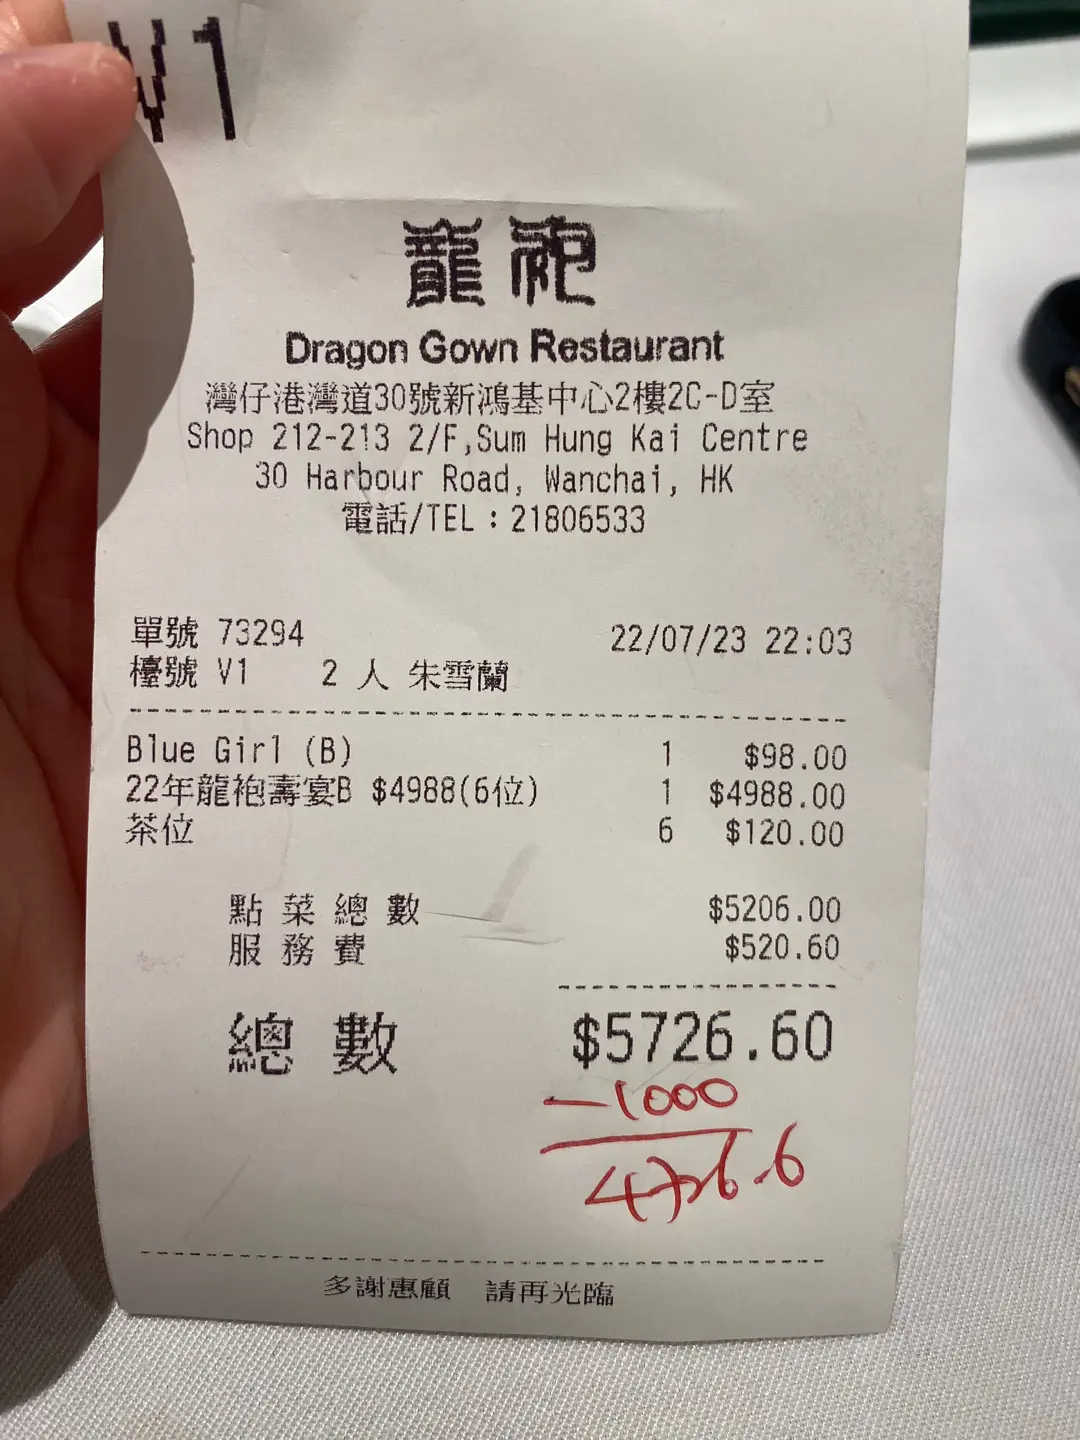 V1
龍袍
Dragon Gown Restaurant
灣仔港灣道30號新鴻基中心2樓2C-D室
Shop 212-213 2/F,Sum Hung Kai Centre
30 Harbour Road, Wanchai, HK
電話/TEL：21806533
單號 73294 22/07/23 22:03
檯號 V1 2 人 朱雪蘭
Blue Girl (B) 1 $98.00
22年龍袍壽宴B $4988(6位) 1 $4988.00
茶位 6 $120.00
點菜總數 $5206.00
服務費 $520.60
總數 $5726.60
-1000
4726.6
多謝惠顧 請再光臨